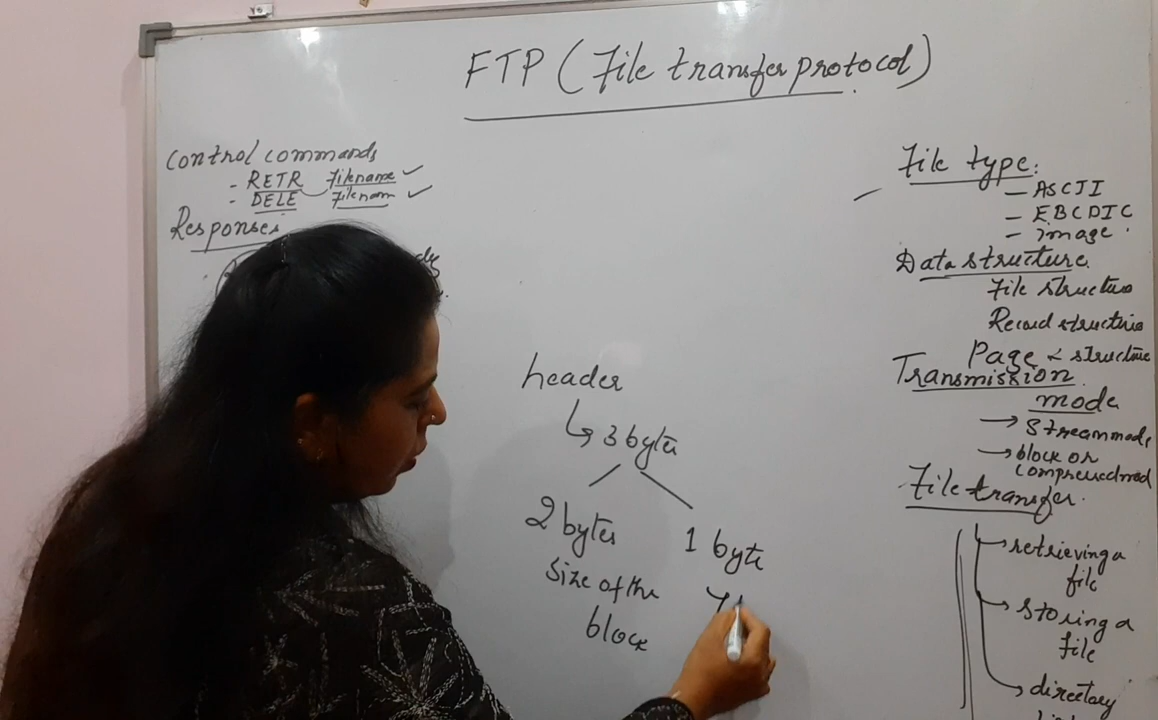 FTP (File transfer protocol)
Control commands
- RETR Filename ✓
- DELE Filenam ✓
Responses
header
↳ 3 bytes
2 bytes
size of the
block
1 byte
File type:
- ASCII
- EBCDIC
- image
Data structure
File structure
Record structure
Page structure
Transmission
mode
→ Stream mode
→ block or
compressed mod
File transfer.
→ retrieving a
file
→ storing a
file
→ directory